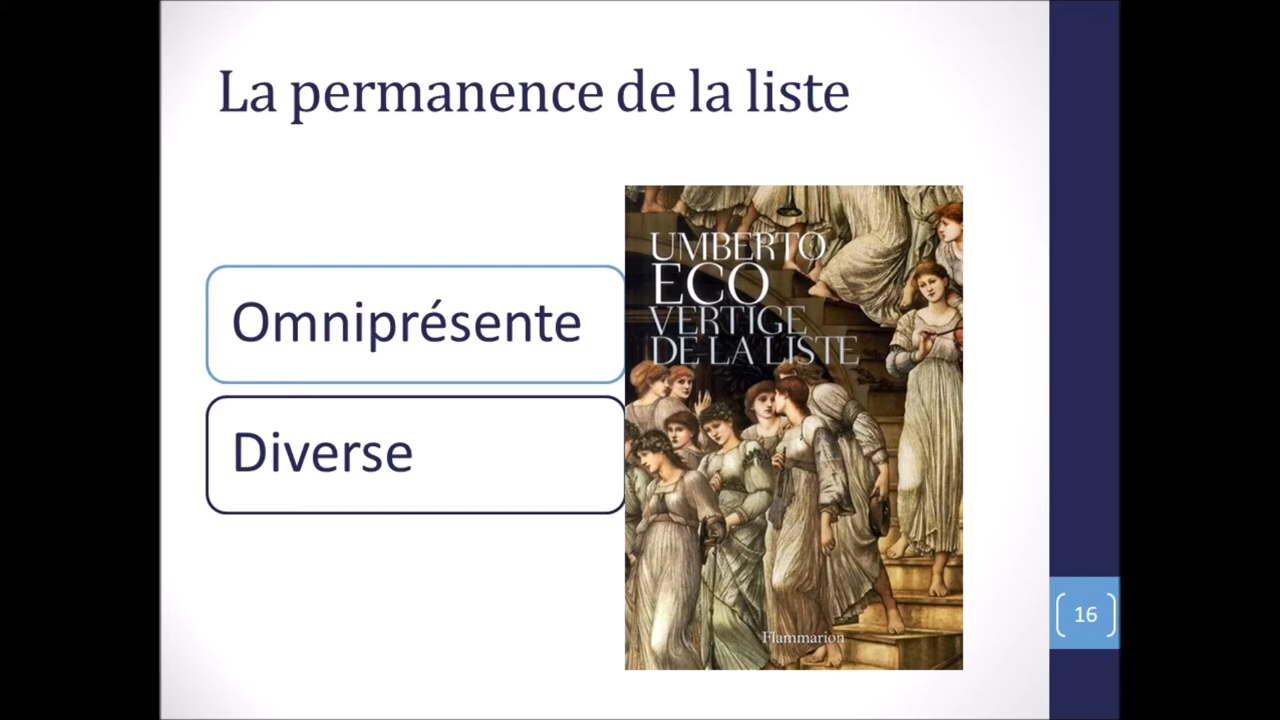 La permanence de la liste
Omniprésente
Diverse
UMBERTO
ECO
VERTIGE
DE LA LISTE
Flammarion
16